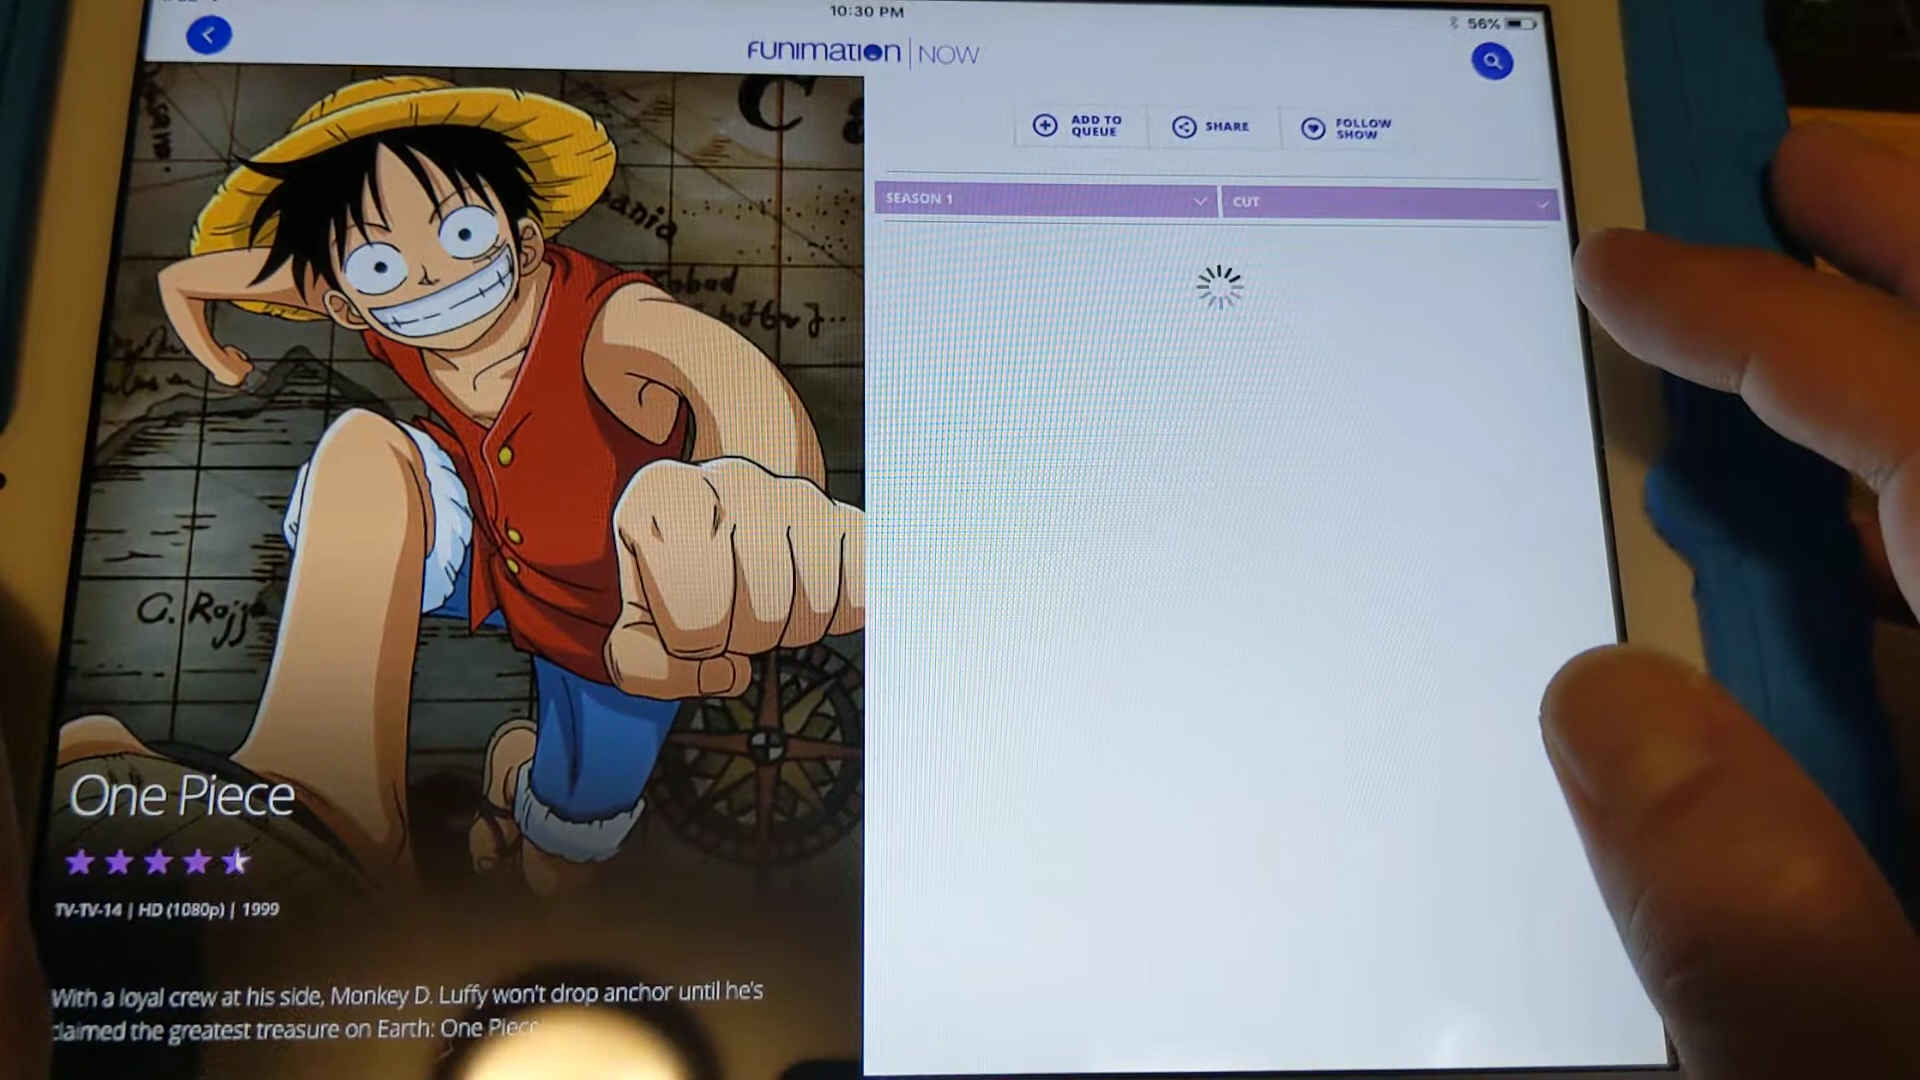 10:30 PM
56%
FUNIMATION | NOW
ADD TO
QUEUE
SHARE
FOLLOW
SHOW
SEASON 1
CUT
C
ania
G. Roj
One Piece
TV-TV-14 | HD (1080p) | 1999
With a loyal crew at his side, Monkey D. Luffy won't drop anchor until he's
claimed the greatest treasure on Earth: One Piece